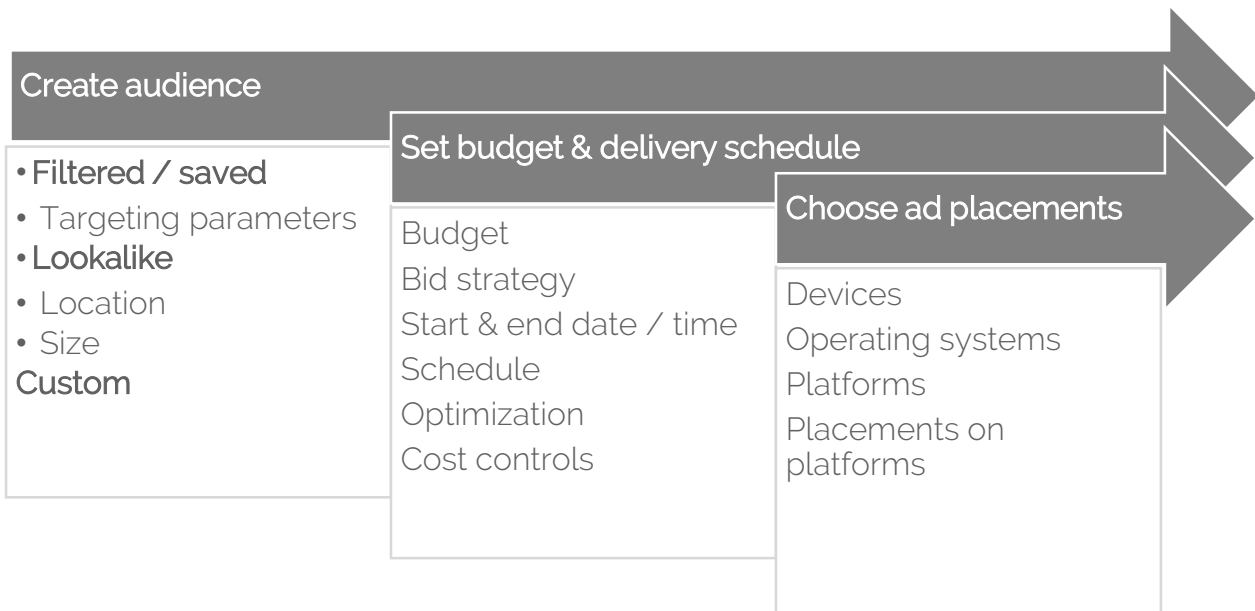 Create audience
• Filtered / saved
• Targeting parameters
• Lookalike
• Location
• Size
Custom
Set budget & delivery schedule
Budget
Bid strategy
Start & end date / time
Schedule
Optimization
Cost controls
Choose ad placements
Devices
Operating systems
Platforms
Placements on
platforms